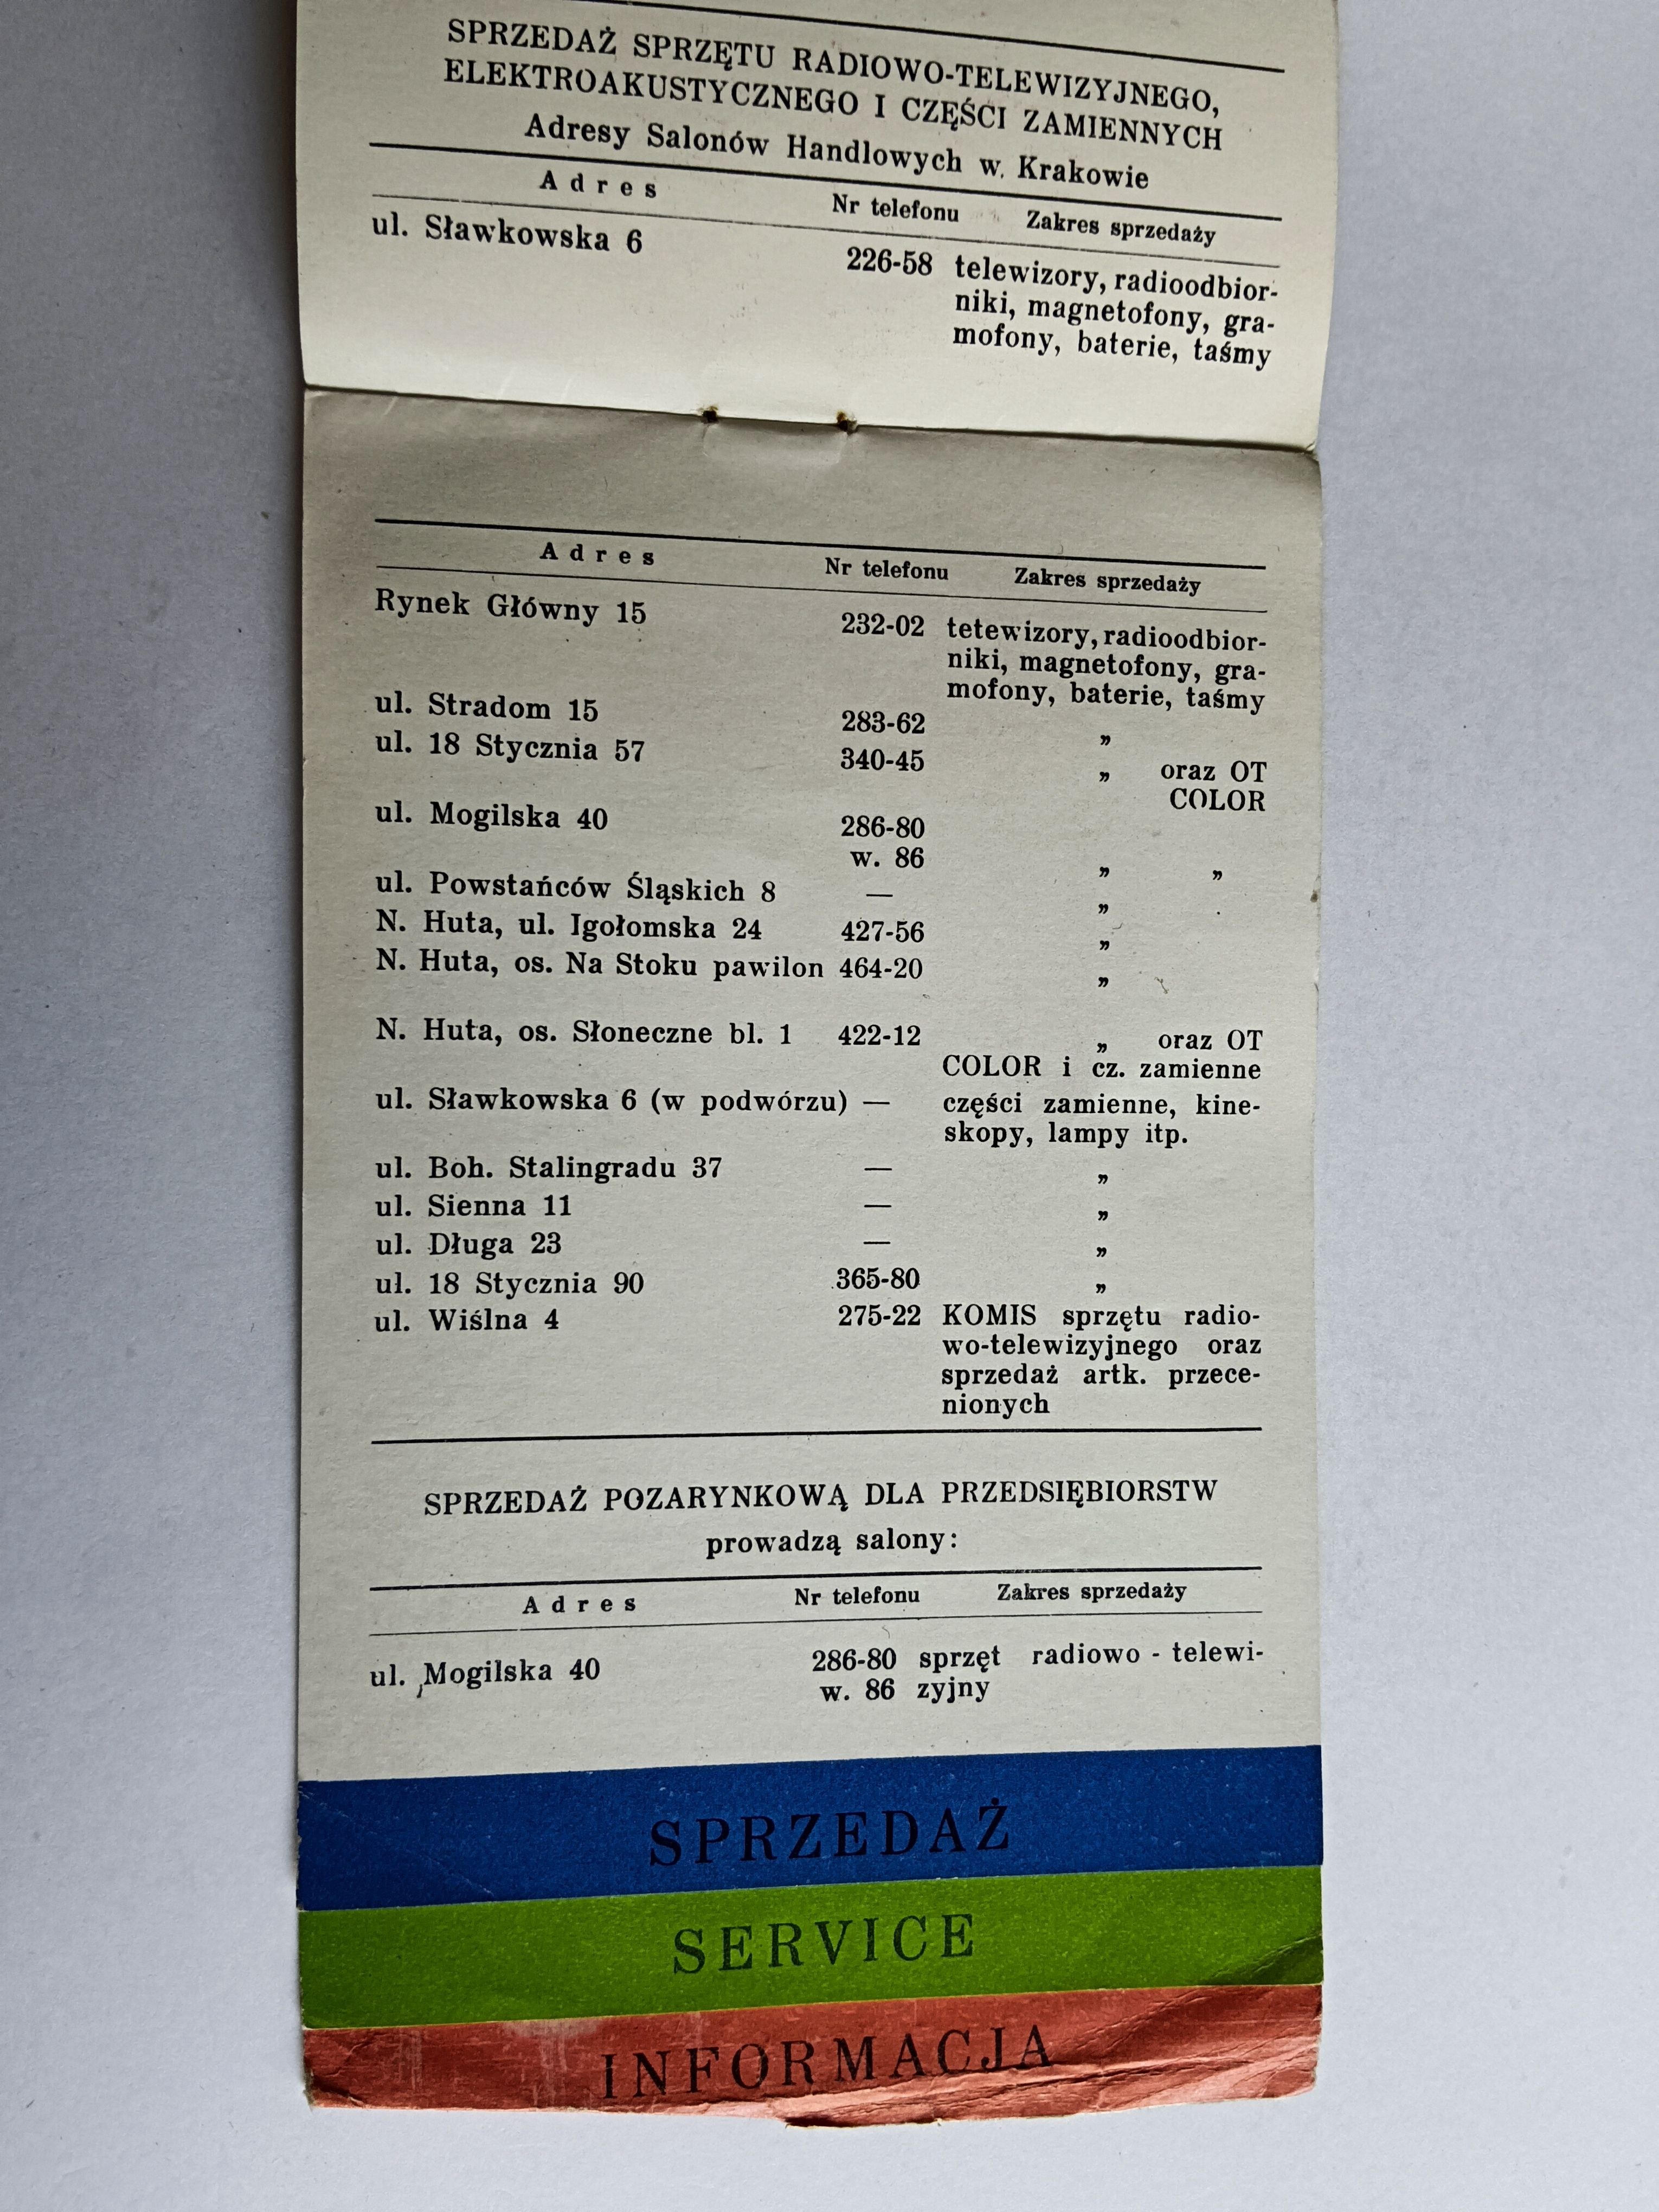 SPRZEDAŻ SPRZĘTU RADIOWO-TELEWIZYJNEGO,
ELEKTROAKUSTYCZNEGO I CZĘŚCI ZAMIENNYCH
Adresy Salonów Handlowych w. Krakowie
Adres Nr telefonu Zakres sprzedaży
ul. Sławkowska 6 226-58 telewizory, radioodbior-
niki, magnetofony, gra-
mofony, baterie, taśmy
Adres Nr telefonu Zakres sprzedaży
Rynek Główny 15 232-02 tetewizory, radioodbior-
niki, magnetofony, gra-
mofony, baterie, taśmy
ul. Stradom 15 283-62 „
ul. 18 Stycznia 57 340-45 „ oraz OT
COLOR
ul. Mogilska 40 286-80
w. 86 „ „
ul. Powstańców Śląskich 8 — „
N. Huta, ul. Igołomska 24 427-56 „
N. Huta, os. Na Stoku pawilon 464-20 „
N. Huta, os. Słoneczne bl. 1 422-12 „ oraz OT
COLOR i cz. zamienne
ul. Sławkowska 6 (w podwórzu) — części zamienne, kine-
skopy, lampy itp.
ul. Boh. Stalingradu 37 — „
ul. Sienna 11 — „
ul. Długa 23 — „
ul. 18 Stycznia 90 365-80 „
ul. Wiślna 4 275-22 KOMIS sprzętu radio-
wo-telewizyjnego oraz
sprzedaż artk. przece-
nionych
SPRZEDAŻ POZARYNKOWĄ DLA PRZEDSIĘBIORSTW
prowadzą salony:
Adres Nr telefonu Zakres sprzedaży
ul. Mogilska 40 286-80 sprzęt radiowo - telewi-
w. 86 zyjny
SPRZEDAŻ
SERVICE
INFORMACJA